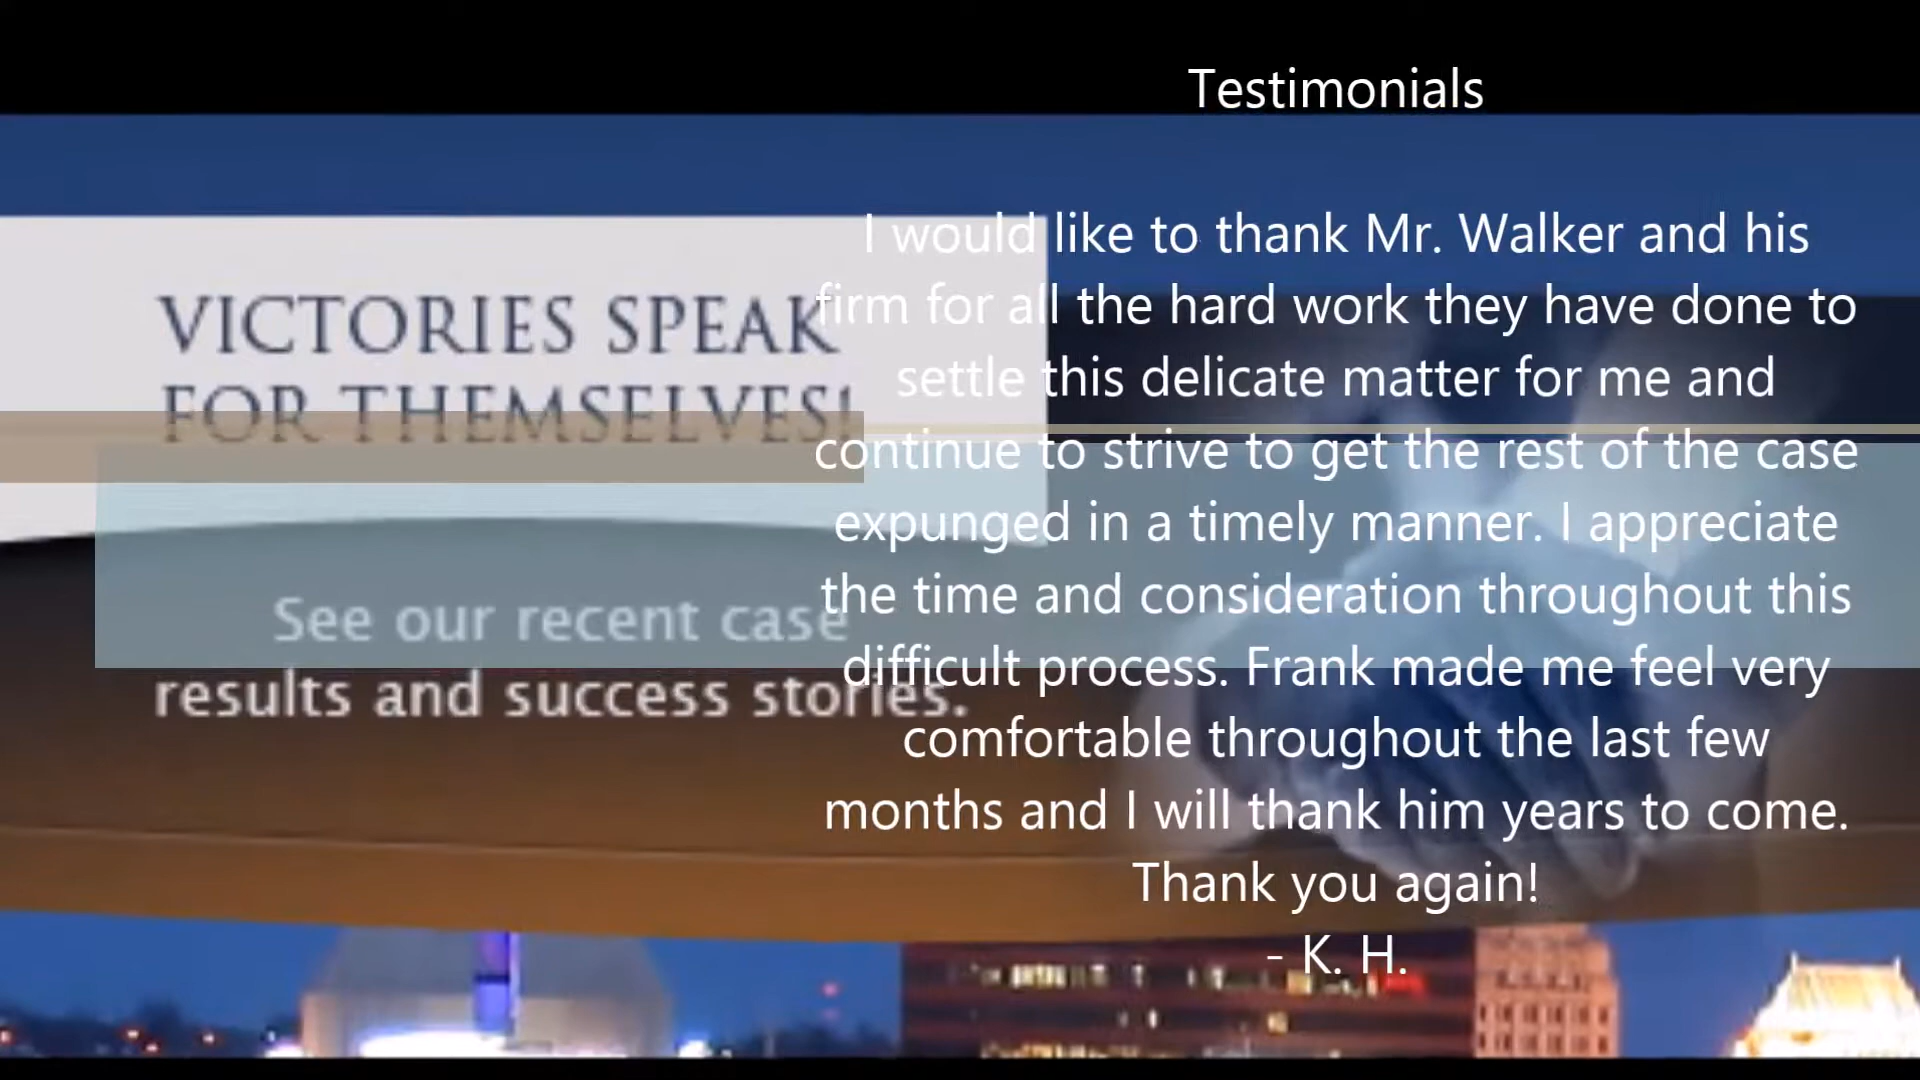 Testimonials
VICTORIES SPEAK
FOR THEMSELVES!
See our recent case
results and success stories.
I would like to thank Mr. Walker and his
firm for all the hard work they have done to
settle this delicate matter for me and
continue to strive to get the rest of the case
expunged in a timely manner. I appreciate
the time and consideration throughout this
difficult process. Frank made me feel very
comfortable throughout the last few
months and I will thank him years to come.
Thank you again!
- K. H.